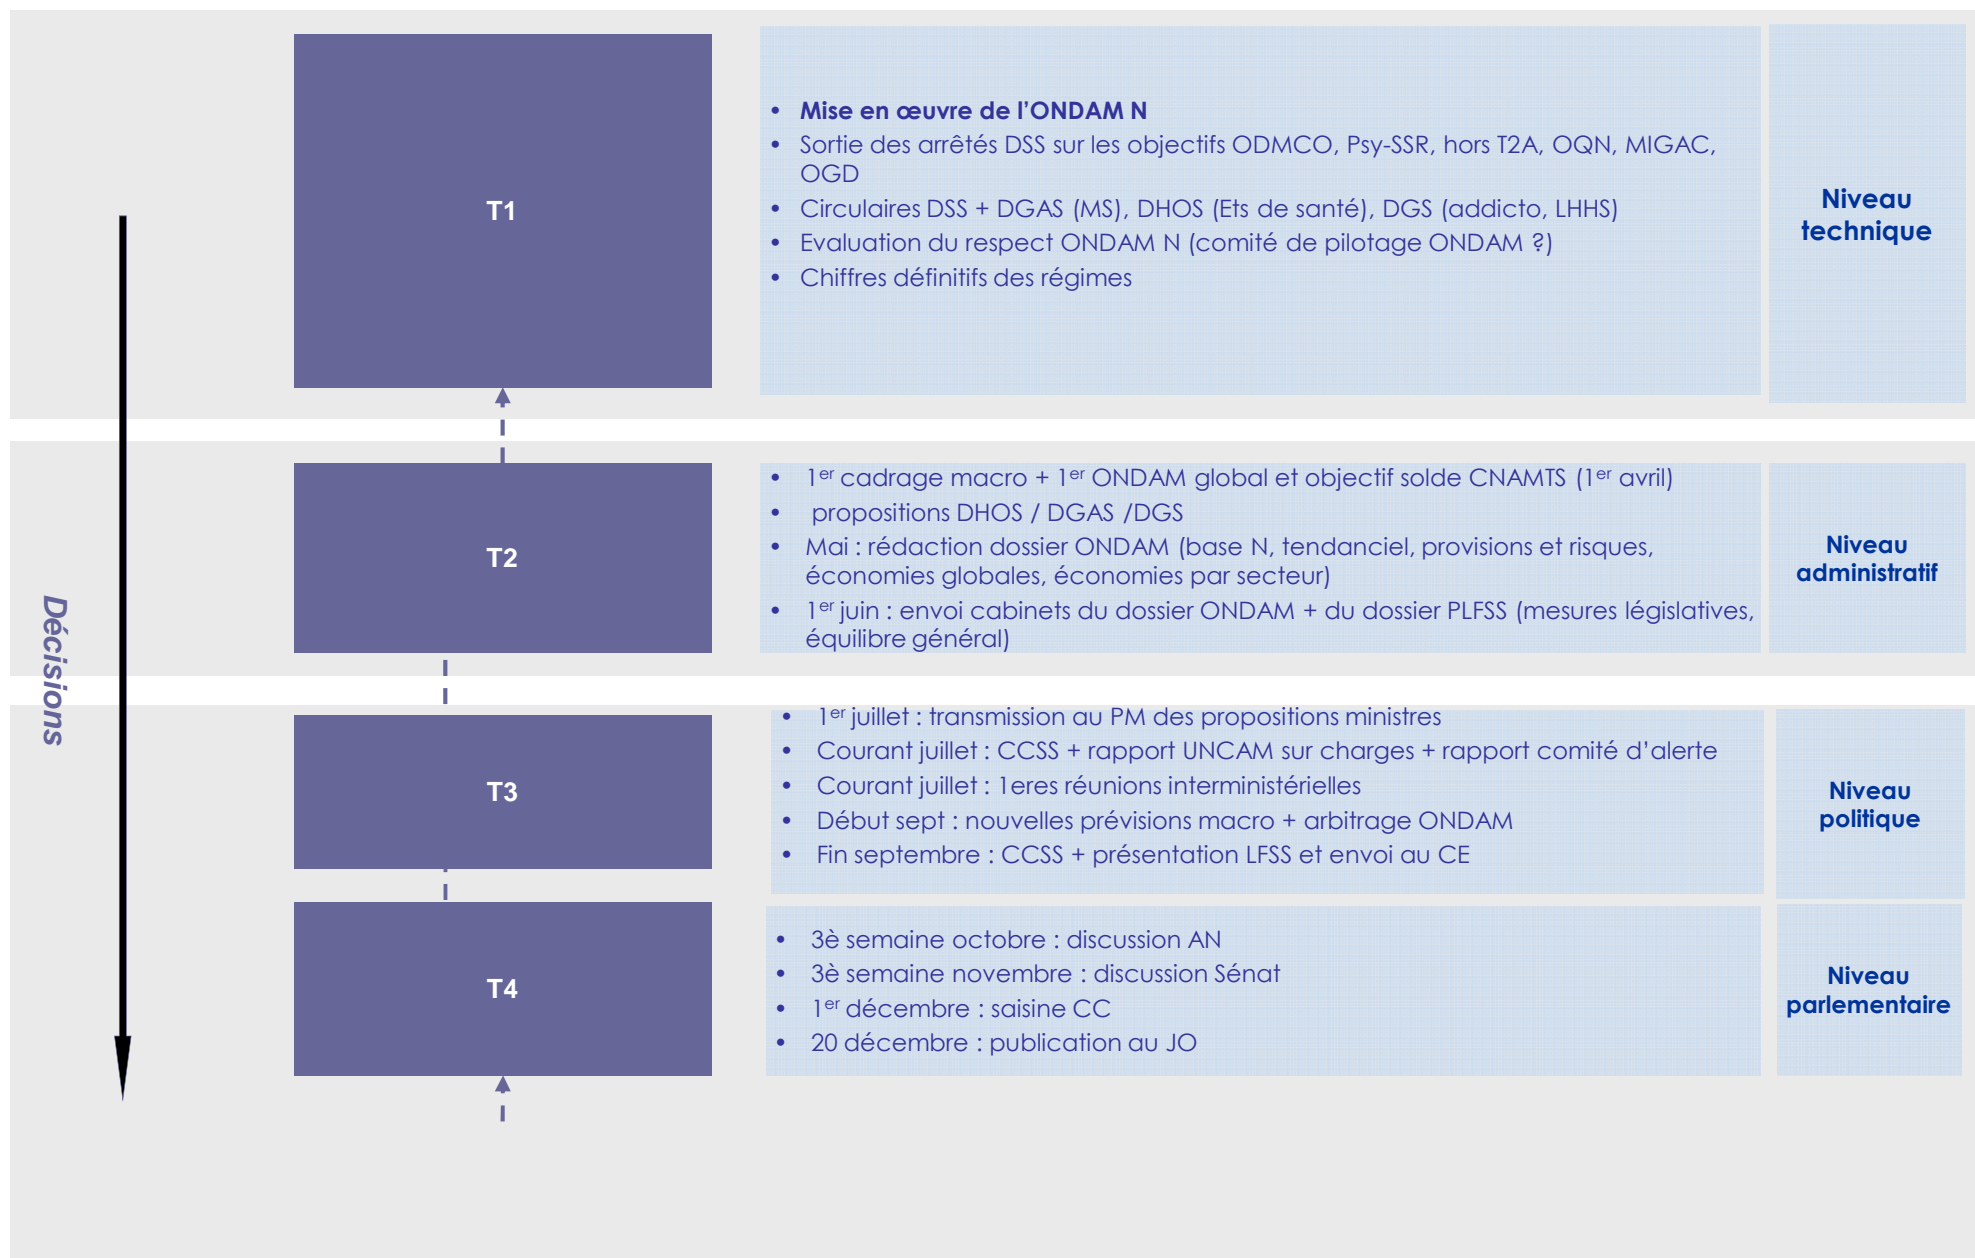 Décisions
T1
• Mise en œuvre de l’ONDAM N
• Sortie des arrêtés DSS sur les objectifs ODMCO, Psy-SSR, hors T2A, OQN, MIGAC,
OGD
• Circulaires DSS + DGAS (MS), DHOS (Ets de santé), DGS (addicto, LHHS)
• Evaluation du respect ONDAM N (comité de pilotage ONDAM ?)
• Chiffres définitifs des régimes
Niveau
technique
T2
• 1er cadrage macro + 1er ONDAM global et objectif solde CNAMTS (1er avril)
• propositions DHOS / DGAS /DGS
• Mai : rédaction dossier ONDAM (base N, tendanciel, provisions et risques,
économies globales, économies par secteur)
• 1er juin : envoi cabinets du dossier ONDAM + du dossier PLFSS (mesures législatives,
équilibre général)
Niveau
administratif
T3
• 1er juillet : transmission au PM des propositions ministres
• Courant juillet : CCSS + rapport UNCAM sur charges + rapport comité d’alerte
• Courant juillet : 1eres réunions interministérielles
• Début sept : nouvelles prévisions macro + arbitrage ONDAM
• Fin septembre : CCSS + présentation LFSS et envoi au CE
Niveau
politique
T4
• 3è semaine octobre : discussion AN
• 3è semaine novembre : discussion Sénat
• 1er décembre : saisine CC
• 20 décembre : publication au JO
Niveau
parlementaire